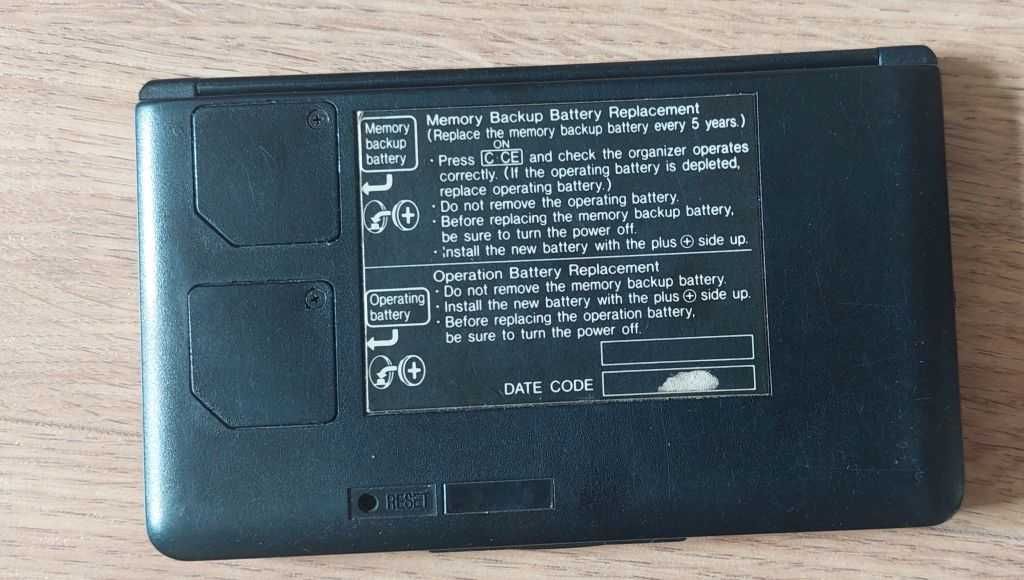 Memory
backup
battery
Memory Backup Battery Replacement
(Replace the memory backup battery every 5 years.)
ON
· Press C·CE and check the organizer operates
correctly. (If the operating battery is depleted,
replace operating battery.)
· Do not remove the operating battery.
· Before replacing the memory backup battery,
be sure to turn the power off.
· Install the new battery with the plus ⊕ side up.
Operating
battery
Operation Battery Replacement
· Do not remove the memory backup battery.
· Install the new battery with the plus ⊕ side up.
· Before replacing the operation battery,
be sure to turn the power off.
DATE CODE
RESET